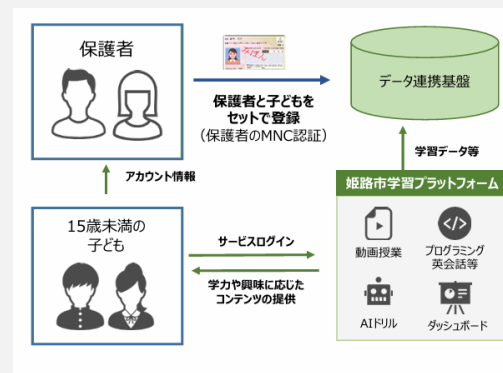 保護者
データ連携基盤
保護者と子どもを
セットで登録
（保護者のMNC認証）
アカウント情報
学習データ等
姫路市学習プラットフォーム
15歳未満の
子ども
サービスログイン
学力や興味に応じた
コンテンツの提供
動画授業
プログラミング
英会話等
AIドリル
ダッシュボード